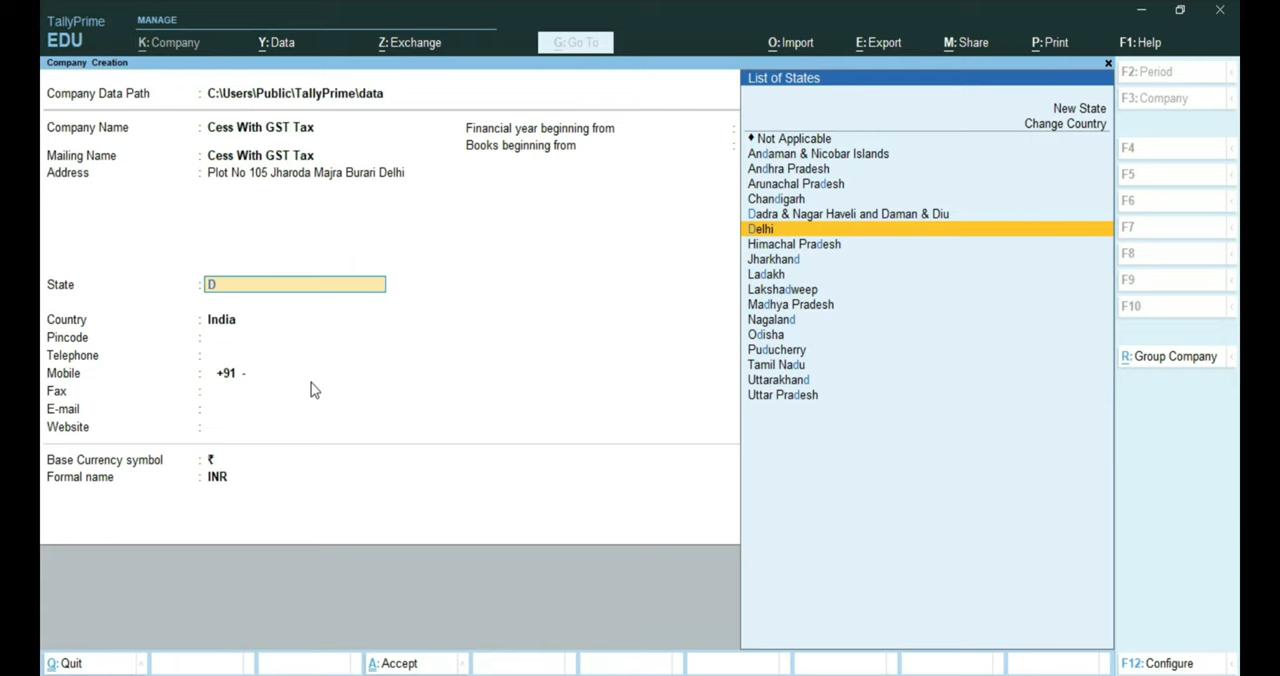 TallyPrime
EDU
MANAGE
K: Company
Y: Data
Z: Exchange
G: Go To
O: Import
E: Export
M: Share
P: Print
F1: Help
Company Creation
Company Data Path : C:\Users\Public\TallyPrime\data
Company Name : Cess With GST Tax
Mailing Name : Cess With GST Tax
Address : Plot No 105 Jharoda Majra Burari Delhi
State : D
Country : India
Pincode :
Telephone :
Mobile : +91 -
Fax :
E-mail :
Website :
Base Currency symbol : ₹
Formal name : INR
Financial year beginning from :
Books beginning from :
List of States
New State
Change Country
♦ Not Applicable
Andaman & Nicobar Islands
Andhra Pradesh
Arunachal Pradesh
Chandigarh
Dadra & Nagar Haveli and Daman & Diu
Delhi
Himachal Pradesh
Jharkhand
Ladakh
Lakshadweep
Madhya Pradesh
Nagaland
Odisha
Puducherry
Tamil Nadu
Uttarakhand
Uttar Pradesh
F2: Period
F3: Company
F4
F5
F6
F7
F8
F9
F10
R: Group Company
Q: Quit
A: Accept
F12: Configure